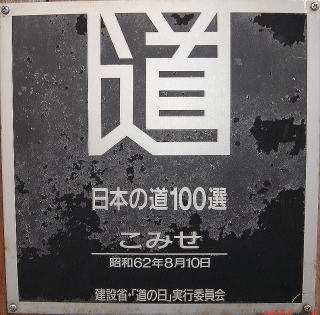 道
日本の道100選
こみせ
昭和62年8月10日
建設省・「道の日」実行委員会